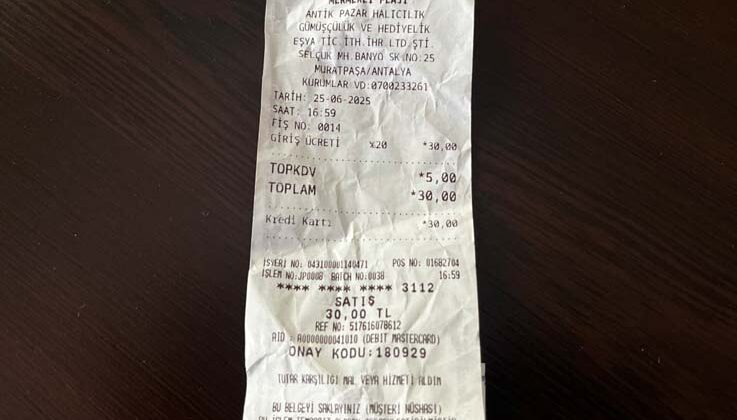 MERMERLİ PLAJI
ANTİK PAZAR HALICILIK
GÜMÜŞÇÜLÜK VE HEDİYELİK
EŞYA TİC.İTH.İHR.LTD ŞTİ.
SELÇUK MH.BANYO SK.NO:25
MURATPAŞA/ANTALYA
KURUMLAR VD:0700233261
TARİH: 25-06-2025
SAAT: 16:59
FİŞ NO: 0014
GİRİŞ ÜCRETİ %20 *30,00
TOPKDV *5,00
TOPLAM *30,00
Kredi Kartı *30,00
İŞYERİ NO: 043100001140471 POS NO: 01682704
İŞLEM NO:JP0008 BATCH NO:0038 16:59
**** **** **** 3112
SATIŞ
30,00 TL
REF NO: 517616078612
AID : A0000000041010 (DEBIT MASTERCARD)
ONAY KODU:180929
TUTAR KARŞILIĞI MAL VEYA HİZMETİ ALDIM
BU BELGEYİ SAKLAYINIZ (MÜŞTERİ NÜSHASI)